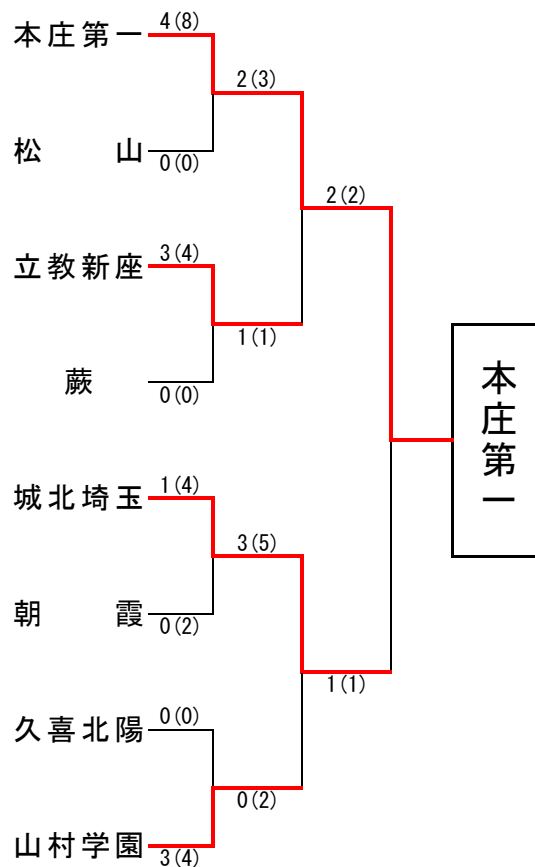 4(8)
本庄第一
2(3)
松山
0(0)
2(2)
3(4)
立教新座
1(1)
蕨
0(0)
本庄第一
1(4)
城北埼玉
3(5)
朝霞
0(2)
1(1)
0(0)
久喜北陽
0(2)
山村学園
3(4)